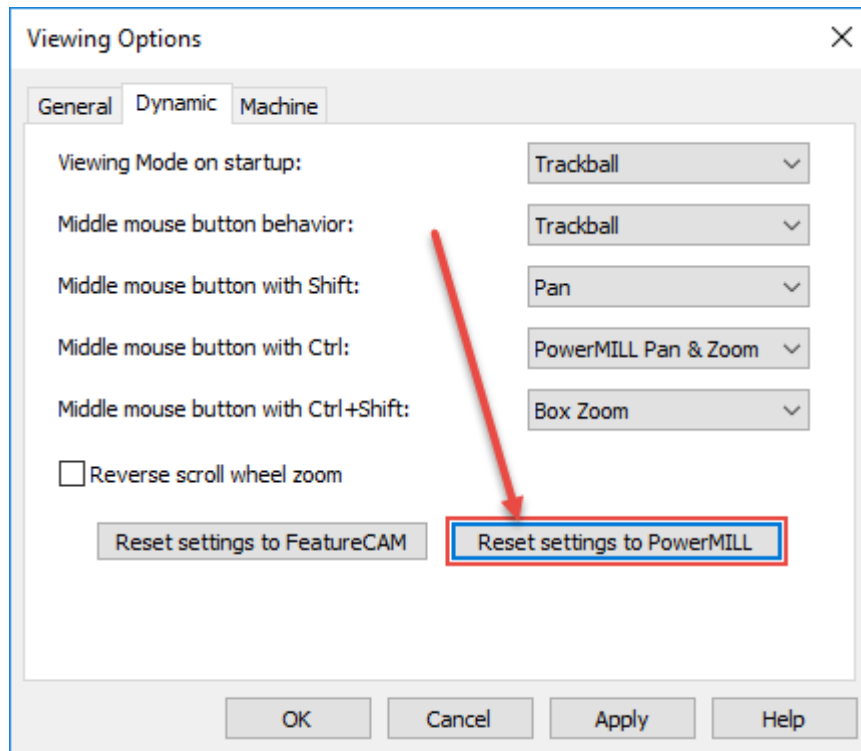 Viewing Options
General Dynamic Machine
Viewing Mode on startup: Trackball
Middle mouse button behavior: Trackball
Middle mouse button with Shift: Pan
Middle mouse button with Ctrl: PowerMILL Pan & Zoom
Middle mouse button with Ctrl+Shift: Box Zoom
Reverse scroll wheel zoom
Reset settings to FeatureCAM Reset settings to PowerMILL
OK Cancel Apply Help